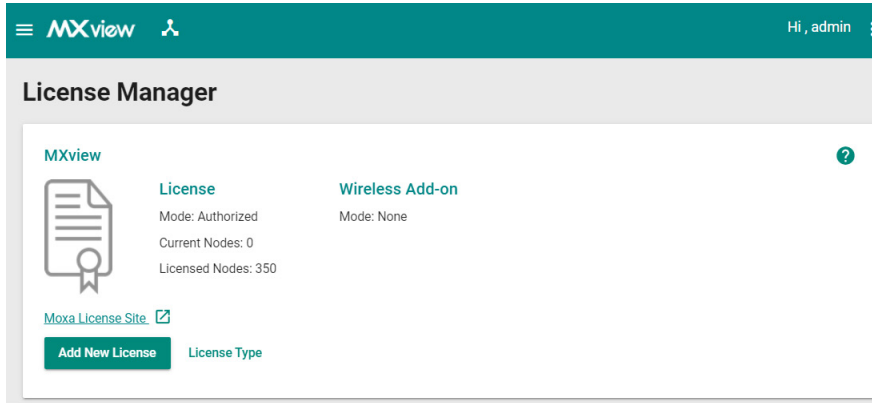 MXview
Hi , admin
License Manager
MXview
License
Mode: Authorized
Current Nodes: 0
Licensed Nodes: 350
Wireless Add-on
Mode: None
Moxa License Site
Add New License
License Type